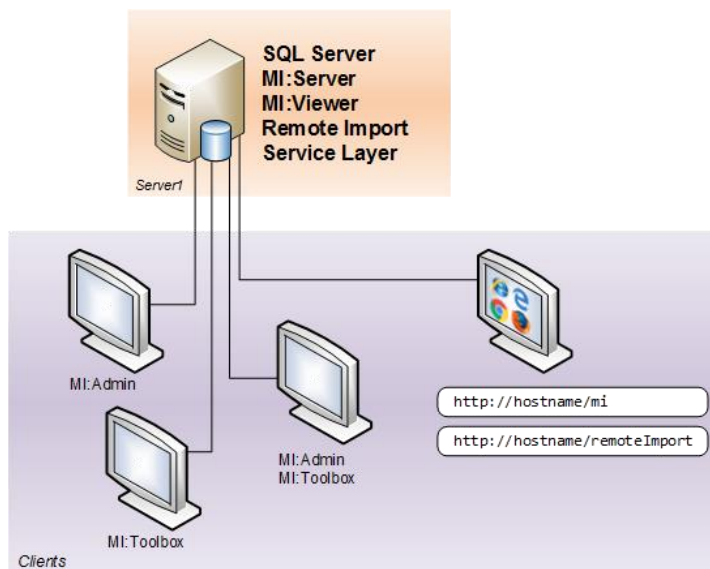 SQL Server
MI:Server
MI:Viewer
Remote Import
Service Layer
Server1
MI:Admin
MI:Toolbox
MI:Admin
MI:Toolbox
http://hostname/mi
http://hostname/remoteImport
Clients